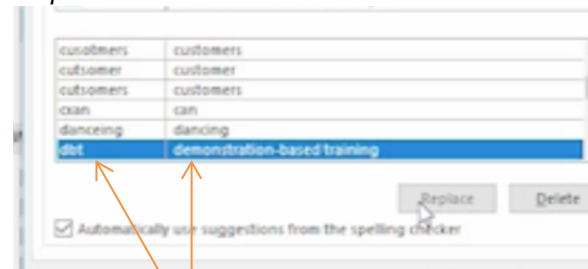 cusotmers customers
cutsomer customer
cutsomers customers
cxan can
danceing dancing
dbt demonstration-based training
Replace Delete
Automatically use suggestions from the spelling checker